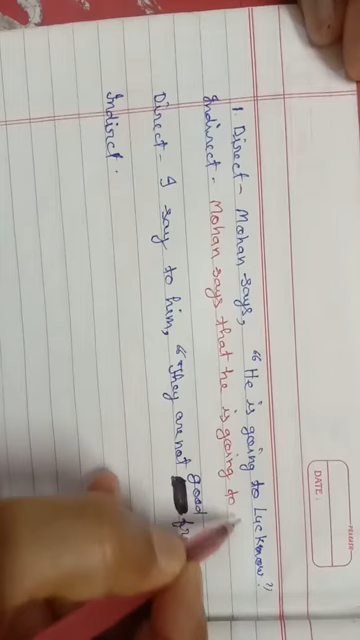 DATE:
1. Direct - Mohan says, "He is going to Lucknow."
Indirect - Mohan says that he is going to
Direct - I say to him, "They are not good
Indirect.